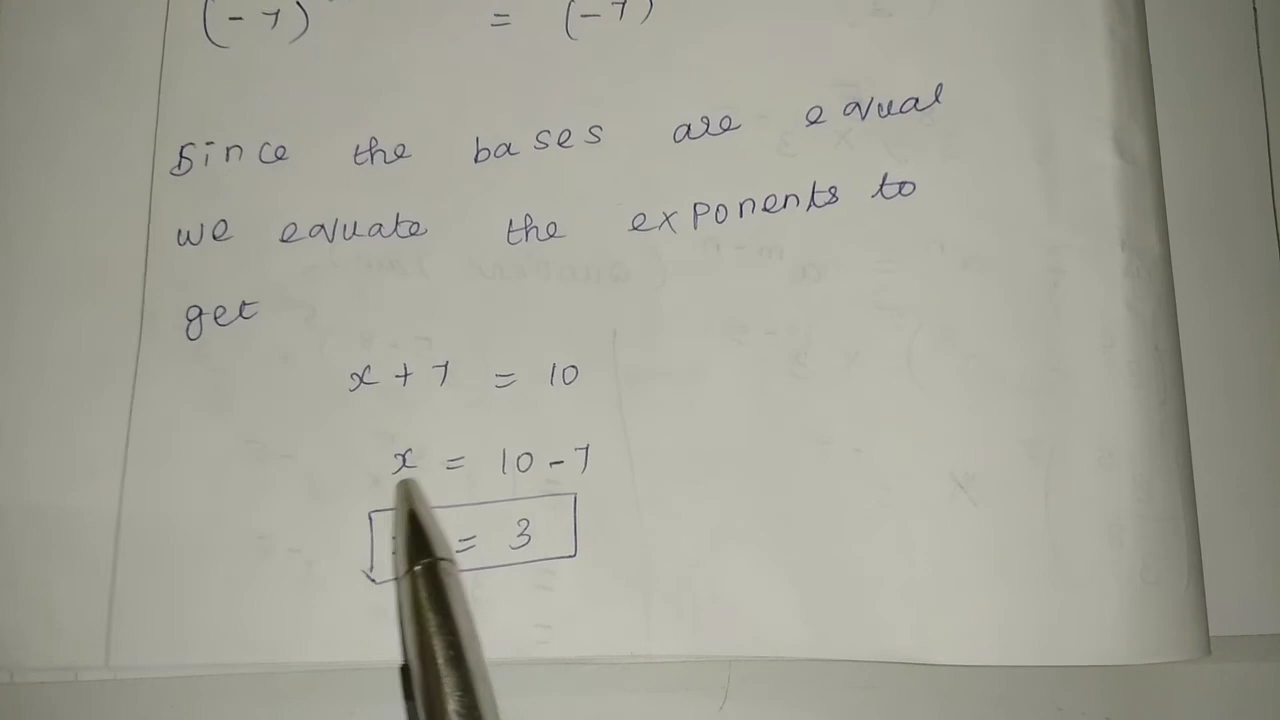 (-7) = (-7)
Since the bases are equal
we equate the exponents to
get
x + 7 = 10
x = 10 - 7
= 3